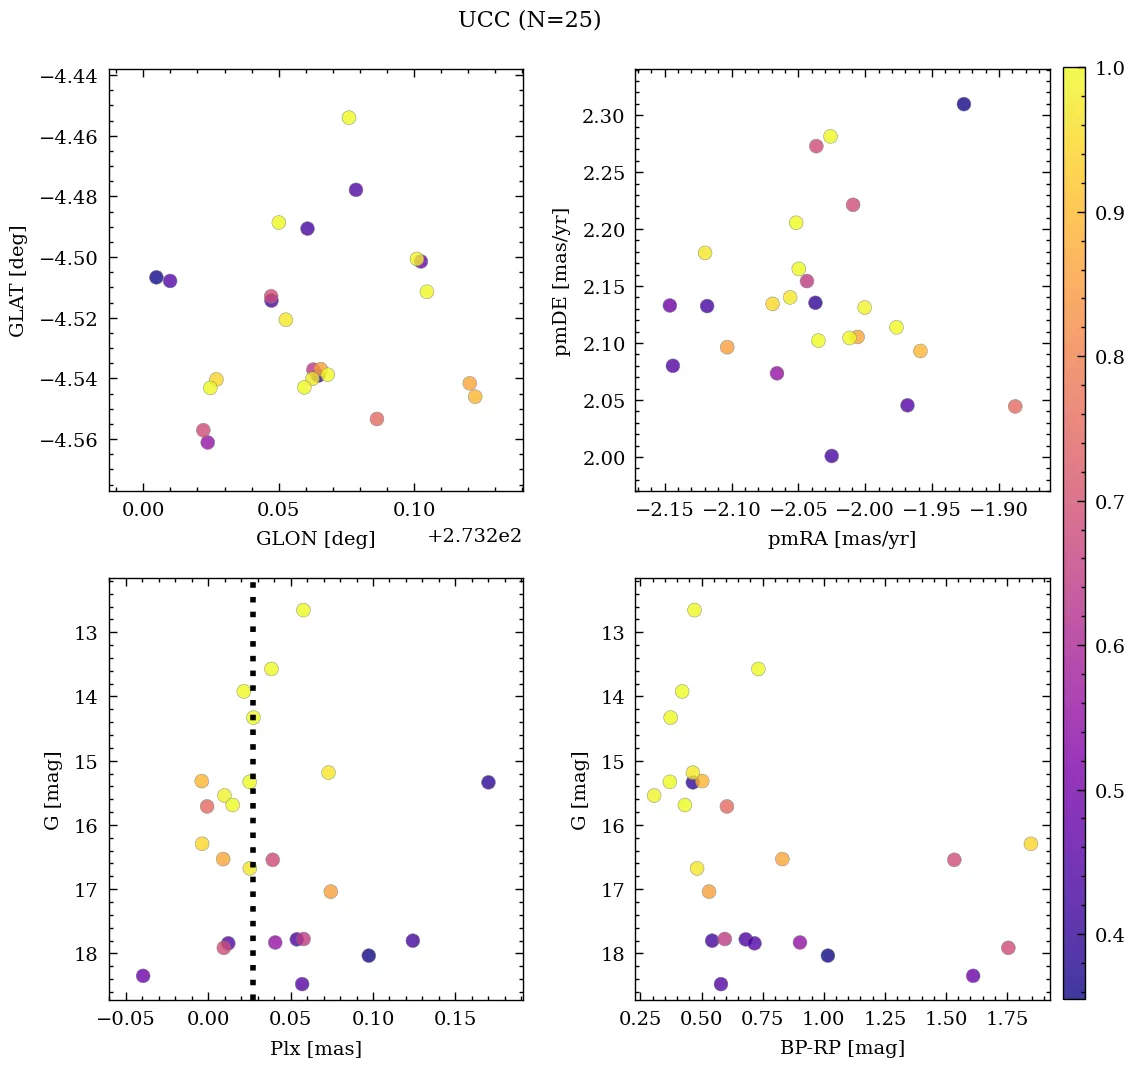 UCC (N=25)
−4.44
−4.46
−4.48
−4.50
−4.52
−4.54
−4.56
GLAT [deg]
0.00 0.05 0.10
+2.732e2
GLON [deg]
2.30
2.25
2.20
2.15
2.10
2.05
2.00
pmDE [mas/yr]
−2.15 −2.10 −2.05 −2.00 −1.95 −1.90
pmRA [mas/yr]
13
14
15
16
17
18
G [mag]
−0.05 0.00 0.05 0.10 0.15
Plx [mas]
13
14
15
16
17
18
G [mag]
0.25 0.50 0.75 1.00 1.25 1.50 1.75
BP-RP [mag]
1.0
0.9
0.8
0.7
0.6
0.5
0.4